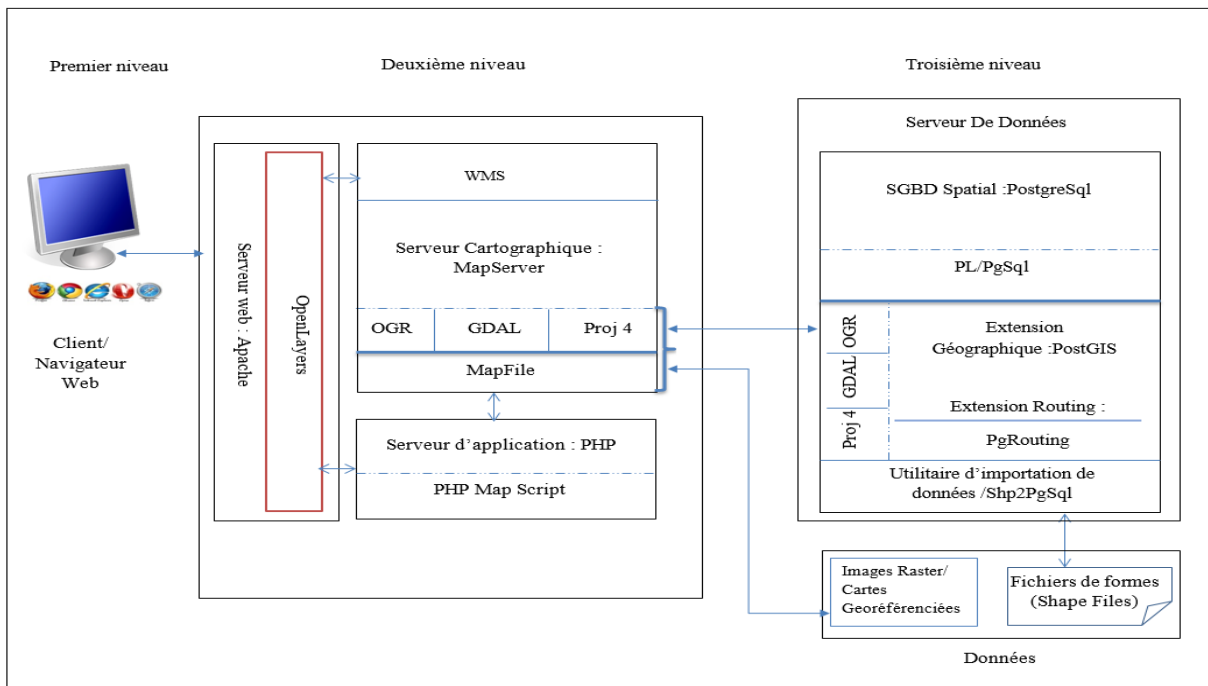 Premier niveau
Deuxième niveau
Troisième niveau
Client/
Navigateur
Web
Serveur web : Apache
OpenLayers
WMS
Serveur Cartographique :
MapServer
OGR
GDAL
Proj 4
MapFile
Serveur d’application : PHP
PHP Map Script
Serveur De Données
SGBD Spatial :PostgreSql
PL/PgSql
OGR
GDAL
Proj 4
Extension
Géographique :PostGIS
Extension Routing :
PgRouting
Utilitaire d’importation de
données /Shp2PgSql
Images Raster/
Cartes
Georéférenciées
Fichiers de formes
(Shape Files)
Données